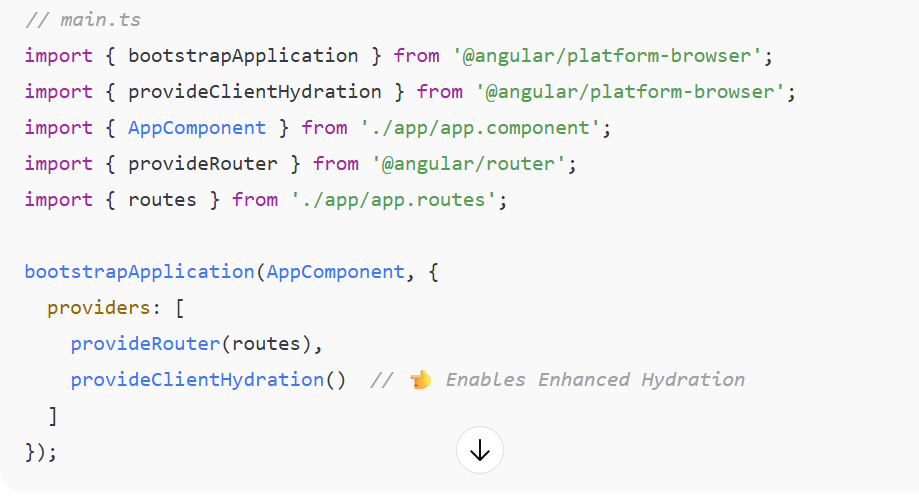 // main.ts
import { bootstrapApplication } from '@angular/platform-browser';
import { provideClientHydration } from '@angular/platform-browser';
import { AppComponent } from './app/app.component';
import { provideRouter } from '@angular/router';
import { routes } from './app/app.routes';

bootstrapApplication(AppComponent, {
  providers: [
    provideRouter(routes),
    provideClientHydration()  // 👉 Enables Enhanced Hydration
  ]
});